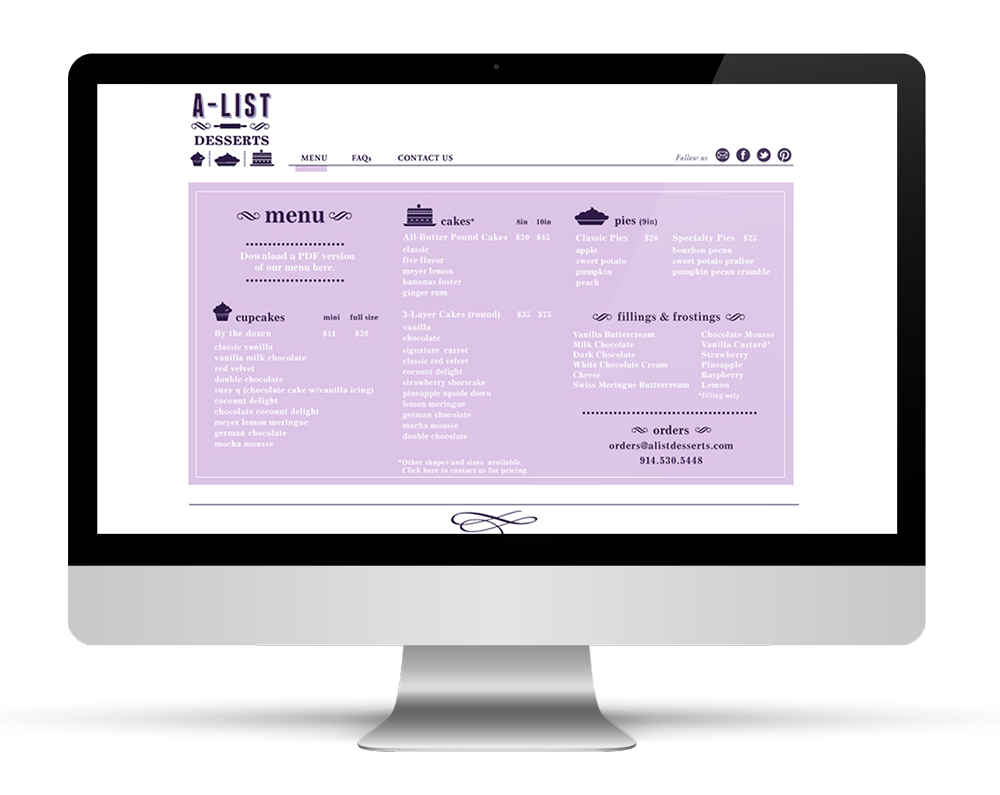 A-LIST
DESSERTS
MENU FAQs CONTACT US
Follow us
menu
Download a PDF version
of our menu here.
cupcakes mini full size
By the dozen $14 $30
classic vanilla
vanilla milk chocolate
red velvet
double chocolate
suzy q (chocolate cake w/vanilla icing)
coconut delight
chocolate coconut delight
meyer lemon meringue
german chocolate
mocha mousse
cakes* 8in 10in
All-Butter Pound Cakes $30 $45
classic
five flavor
meyer lemon
bananas foster
ginger rum
3-Layer Cakes (round) $35 $75
vanilla
chocolate
signature carrot
classic red velvet
coconut delight
strawberry shortcake
pineapple upside down
lemon meringue
german chocolate
mocha mousse
double chocolate
*Other shapes and sizes available.
Click here to contact us for pricing.
pies (9in)
Classic Pies $20
apple
sweet potato
pumpkin
peach
Specialty Pies $25
bourbon pecan
sweet potato praline
pumpkin pecan crumble
fillings & frostings
Vanilla Buttercream
Milk Chocolate
Dark Chocolate
White Chocolate Cream
Cheese
Swiss Meringue Buttercream
Chocolate Mousse
Vanilla Custard*
Strawberry
Pineapple
Raspberry
Lemon
*filling only
orders
orders@alistdesserts.com
914.530.5448